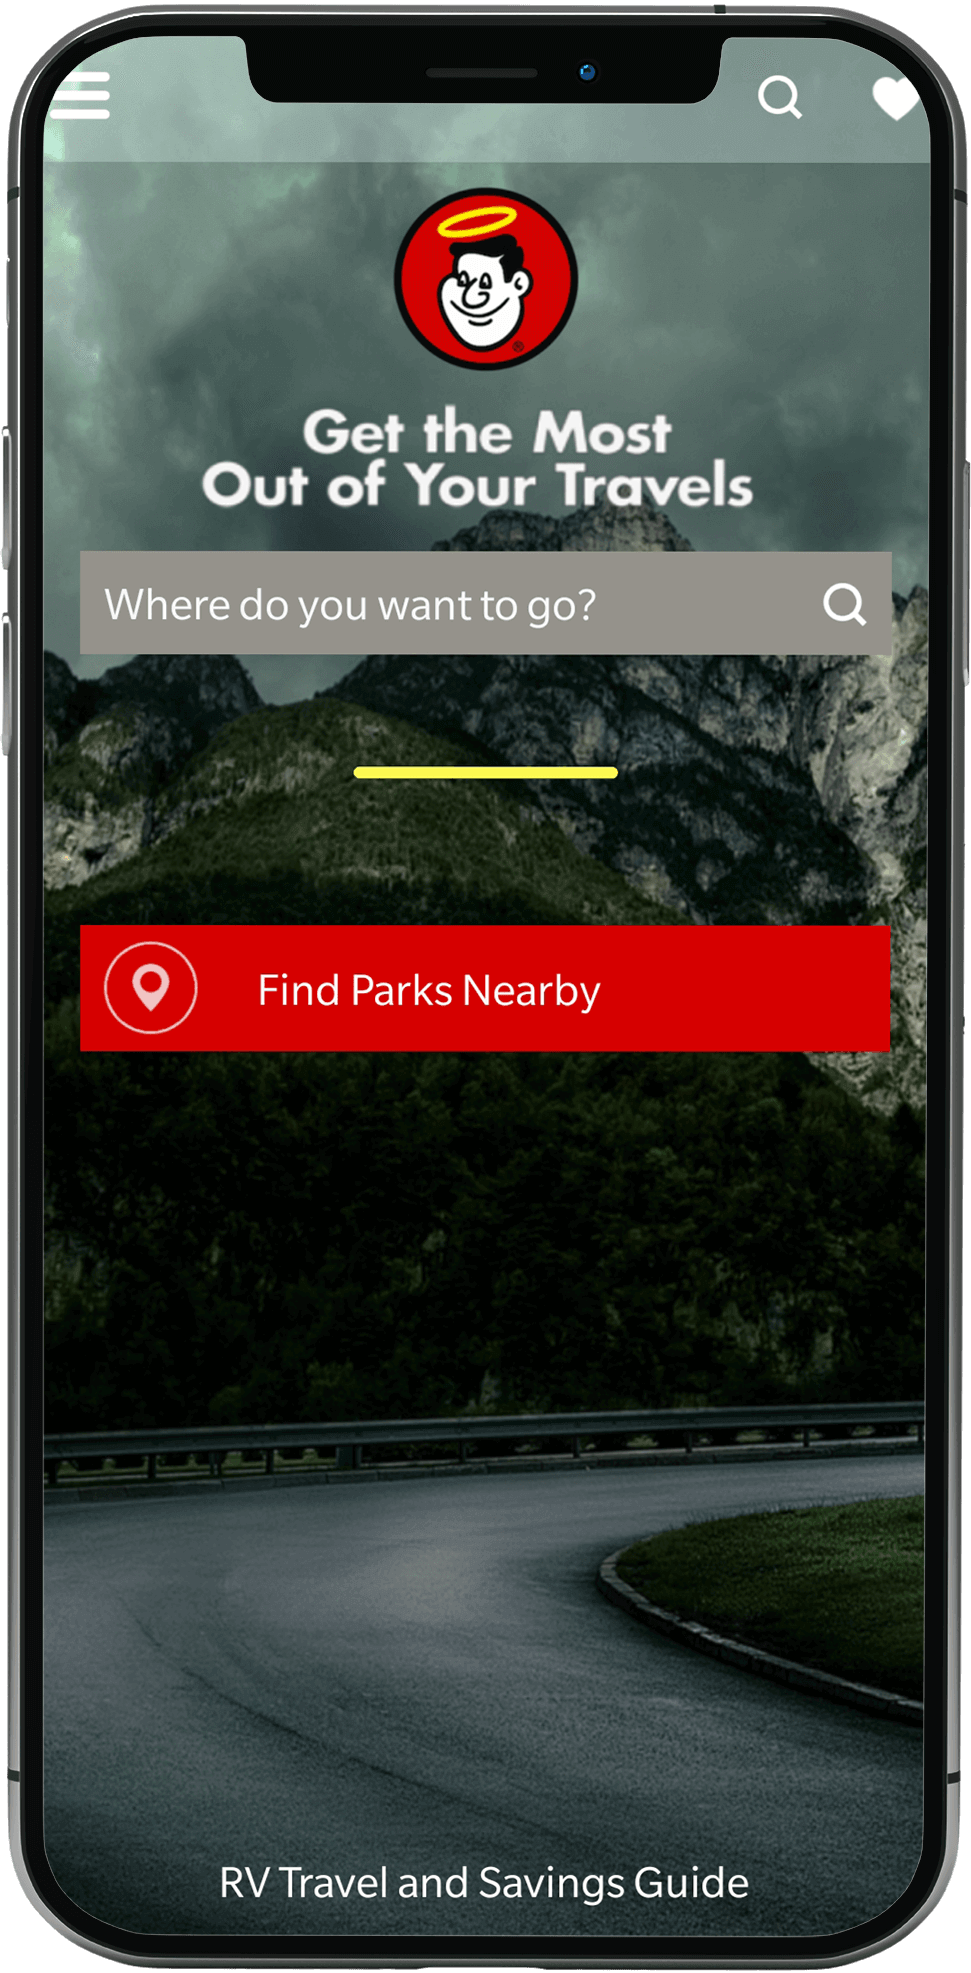 ®
Get the Most
Out of Your Travels
Where do you want to go?
Find Parks Nearby
RV Travel and Savings Guide